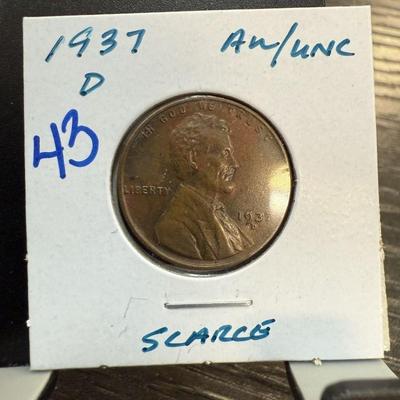 1937 AU/UNC
D
43
IN GOD WE TRUST
LIBERTY
1937
D
SCARCE